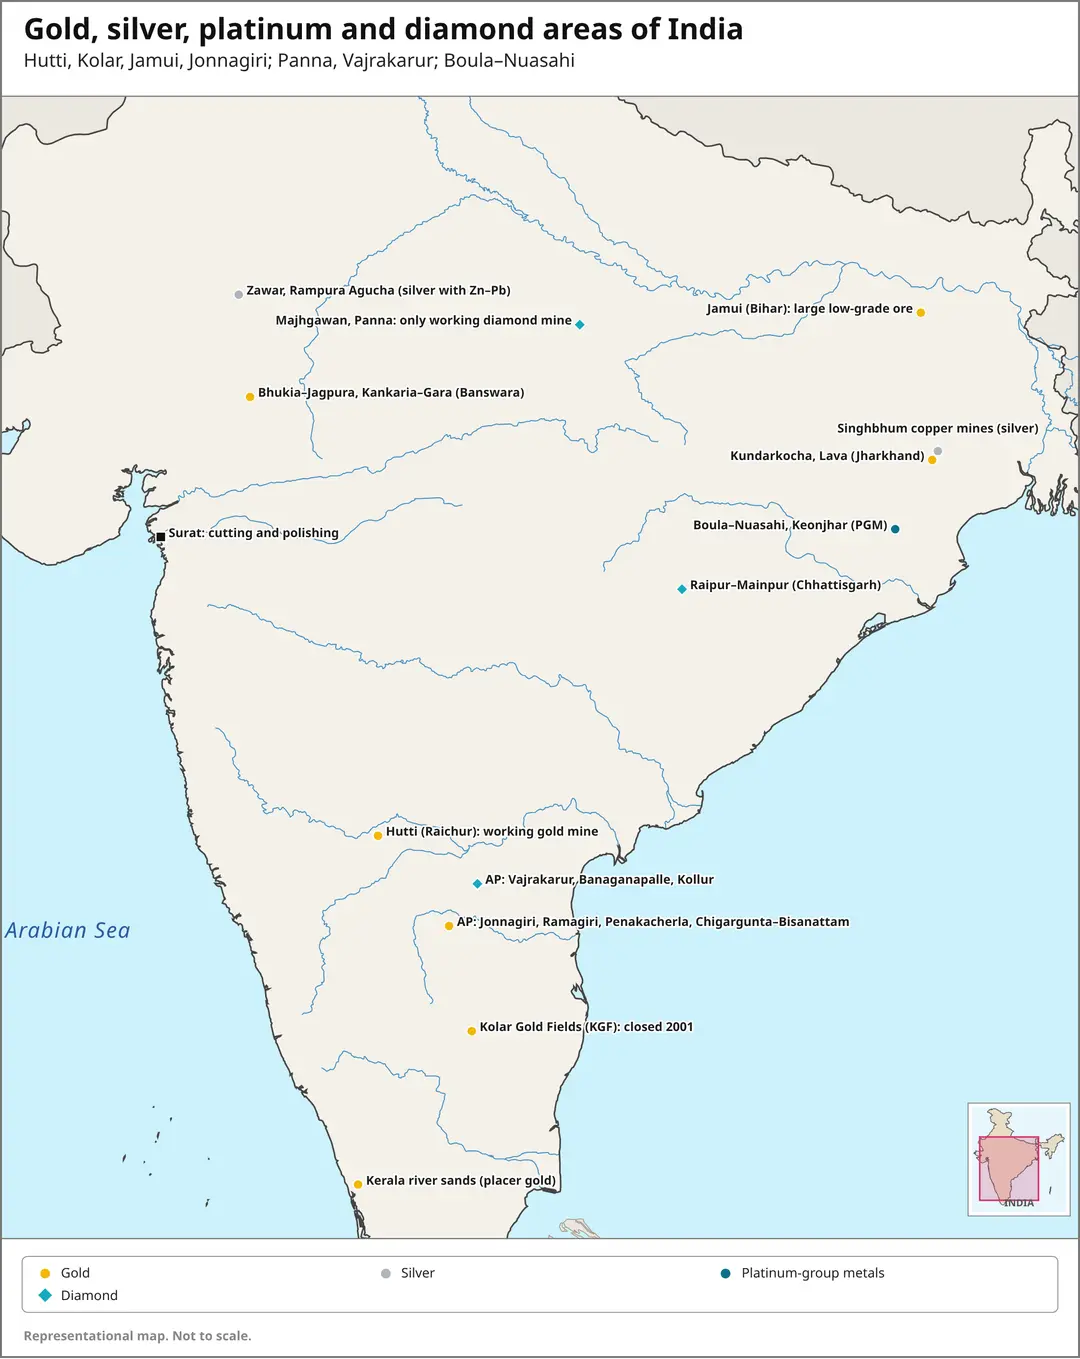 Gold, silver, platinum and diamond areas of India
Hutti, Kolar, Jamui, Jonnagiri; Panna, Vajrakarur; Boula–Nuasahi
Zawar, Rampura Agucha (silver with Zn–Pb)
Jamui (Bihar): large low-grade ore
Majhgawan, Panna: only working diamond mine
Bhukia–Jagpura, Kankaria–Gara (Banswara)
Singhbhum copper mines (silver)
Kundarkocha, Lava (Jharkhand)
Boula–Nuasahi, Keonjhar (PGM)
Surat: cutting and polishing
Raipur–Mainpur (Chhattisgarh)
Hutti (Raichur): working gold mine
AP: Vajrakarur, Banaganapalle, Kollur
AP: Jonnagiri, Ramagiri, Penakacherla, Chigargunta–Bisanattam
Arabian Sea
Kolar Gold Fields (KGF): closed 2001
Kerala river sands (placer gold)
INDIA
Gold
Silver
Platinum-group metals
Diamond
Representational map. Not to scale.